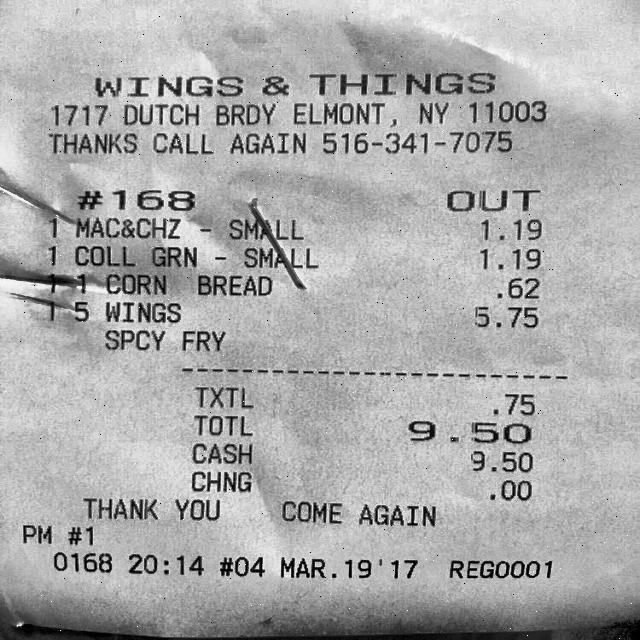 WINGS & THINGS
1717 DUTCH BRDY ELMONT, NY 11003
THANKS CALL AGAIN 516-341-7075
#168 OUT
1 MAC&CHZ - SMALL 1.19
1 COLL GRN - SMALL 1.19
1 1 CORN BREAD .62
1 5 WINGS 5.75
SPCY FRY
TXTL .75
TOTL 9.50
CASH 9.50
CHNG .00
THANK YOU COME AGAIN
PM #1
0168 20:14 #04 MAR.19'17 REG0001